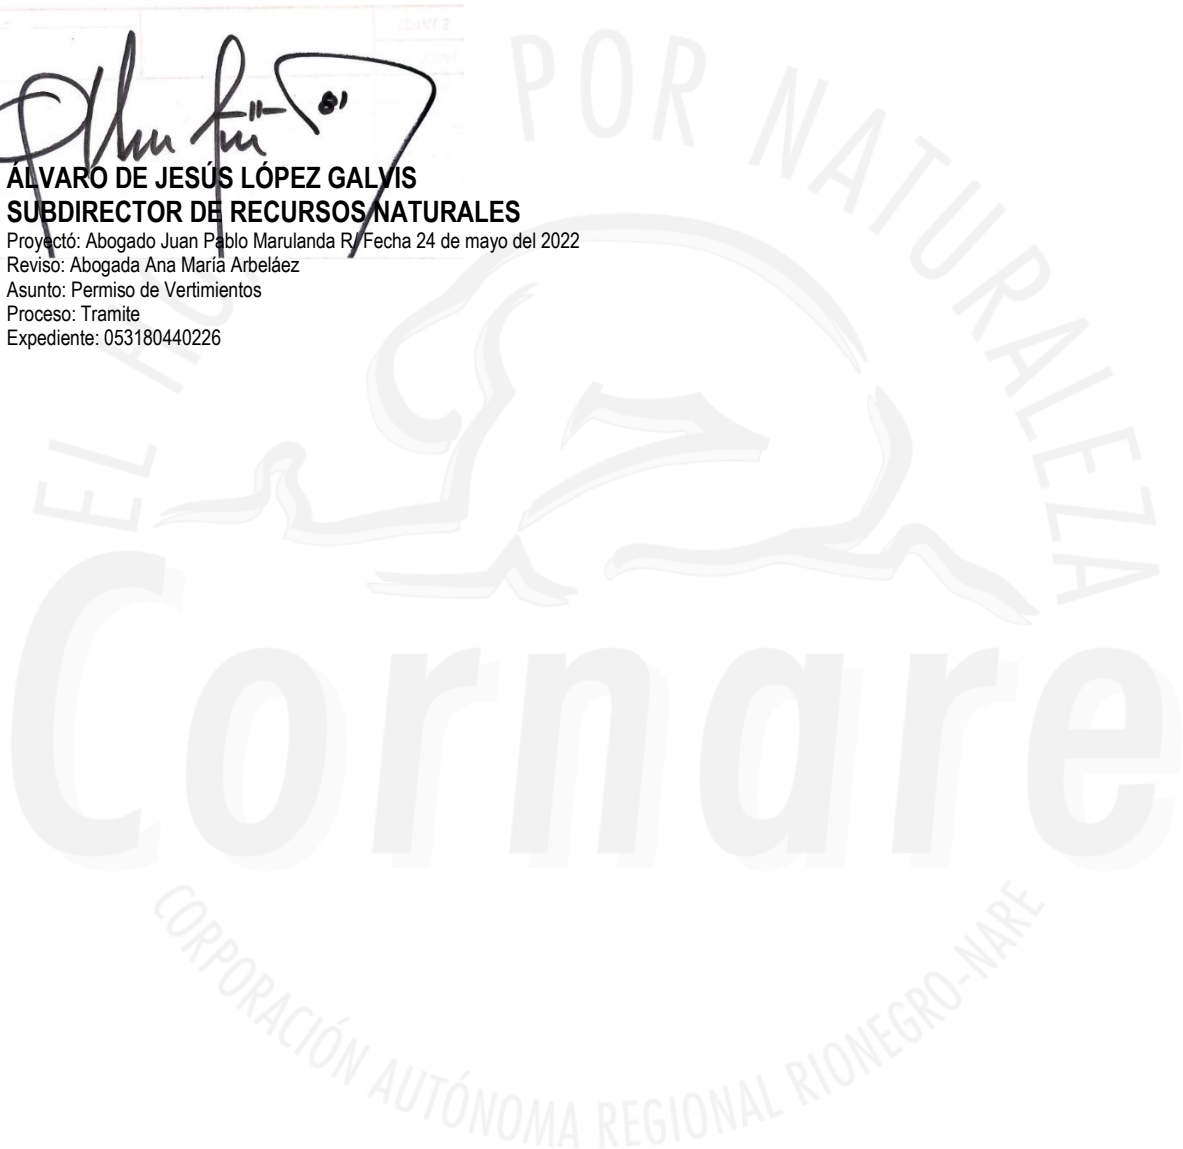 ÁLVARO DE JESÚS LÓPEZ GALVIS
SUBDIRECTOR DE RECURSOS NATURALES
Proyectó: Abogado Juan Pablo Marulanda R/ Fecha 24 de mayo del 2022
Reviso: Abogada Ana María Arbeláez
Asunto: Permiso de Vertimientos
Proceso: Tramite
Expediente: 053180440226
POR NATURALEZA
EL
Cornare
CORPORACIÓN AUTÓNOMA REGIONAL RIONEGRO-NARE